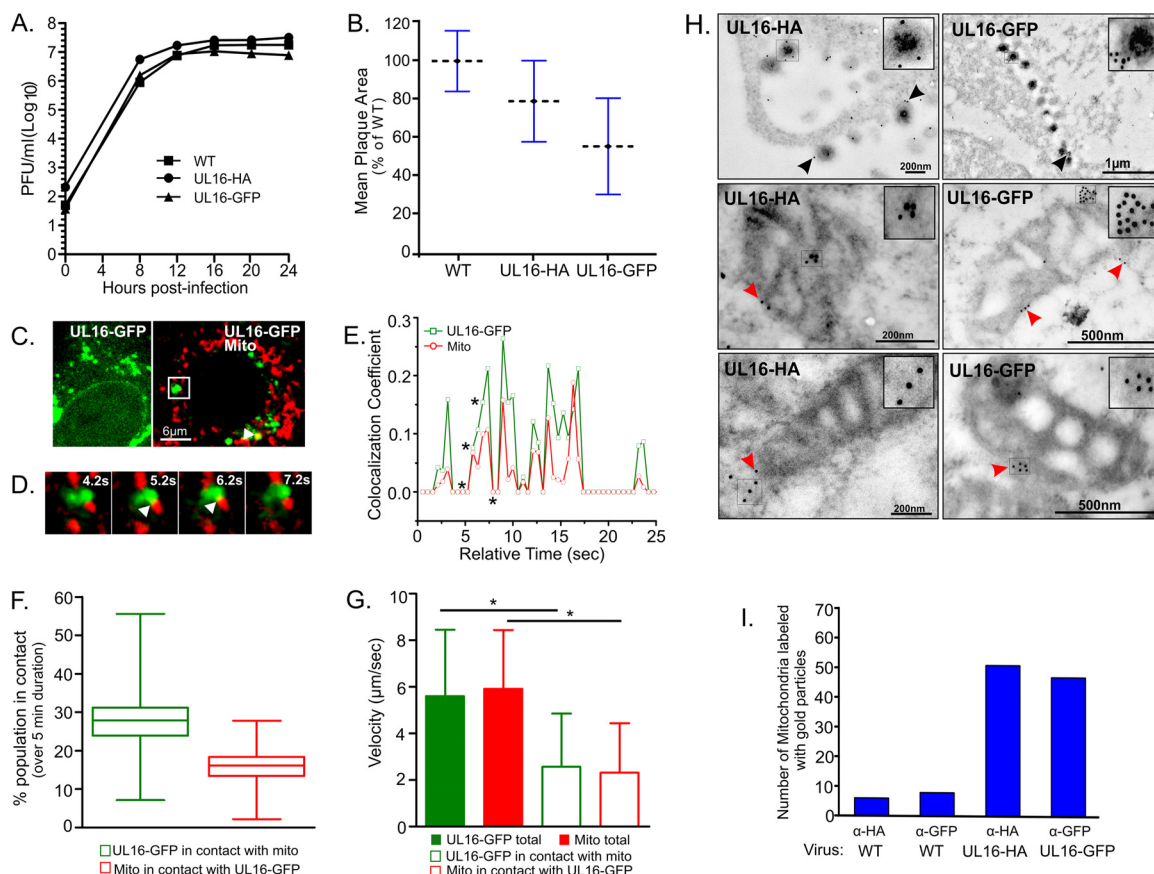 A.
PFU/ml(Log10)
8
7
6
5
4
3
2
1
0
WT
UL16-HA
UL16-GFP
0 4 8 12 16 20 24
Hours post-infection
B.
Mean Plaque Area
(% of WT)
120
100
80
60
40
120
0
WT UL16-HA UL16-GFP
C.
UL16-GFP
UL16-GFP
Mito
6µm
D.
4.2s 5.2s 6.2s 7.2s
E.
Colocalization Coefficient
0.3
0.2
0.1
0.0
UL16-GFP
Mito
* * * *
0 5 10 15 20 25
Relative Time (sec)
F.
% population in contact
(over 5 min duration)
60
50
40
30
20
10
0
UL16-GFP in contact with mito
Mito in contact with UL16-GFP
G.
Velocity (µm/sec)
10
8
6
4
2
0
* *
UL16-GFP total Mito total
UL16-GFP in contact with mito
Mito in contact with UL16-GFP
H.
UL16-HA
200nm
UL16-GFP
1µm
UL16-HA
200nm
UL16-GFP
500nm
UL16-HA
200nm
UL16-GFP
500nm
I.
Number of Mitochondria labeled
with gold particles
70
60
50
40
30
20
10
0
α-HA α-GFP α-HA α-GFP
Virus: WT WT UL16-HA UL16-GFP